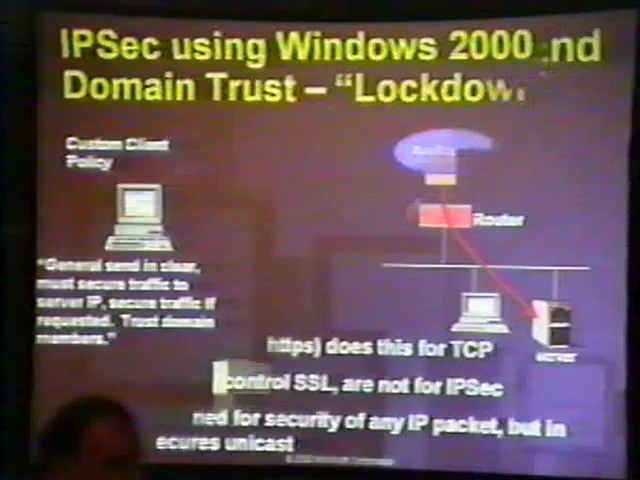 IPSec using Windows 2000 :nd
Domain Trust – “Lockdow
Custom Client
Policy
Router
"General send in clear,
must secure traffic to
server IP, secure traffic if
requested. Trust domain
members."
server
https) does this for TCP
control SSL, are not for IPSec
ned for security of any IP packet, but in
ecures unicast